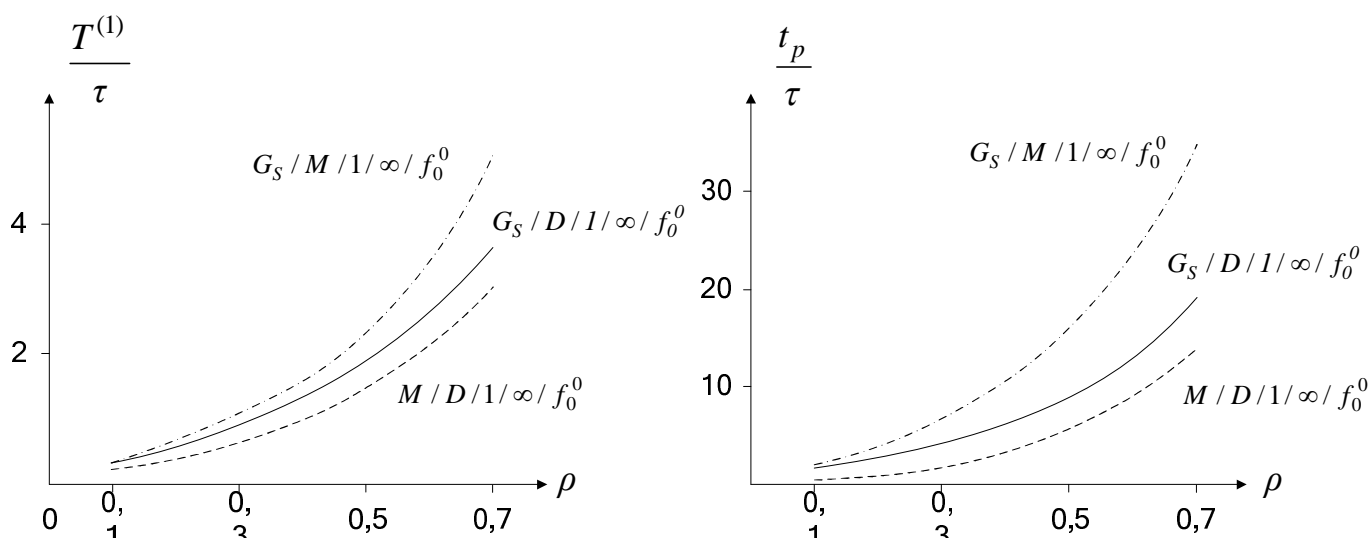 T^{(1)}
τ
G_S / M / 1/ ∞ / f_0^0
4
G_S / D / 1/ ∞ / f_0^0
2
M / D / 1/ ∞ / f_0^0
ρ
0
0,
1
0,
3
0,5
0,7
t_p
τ
G_S / M / 1/ ∞ / f_0^0
30
G_S / D / 1/ ∞ / f_0^0
20
10
M / D / 1/ ∞ / f_0^0
ρ
0,
1
0,
3
0,5
0,7